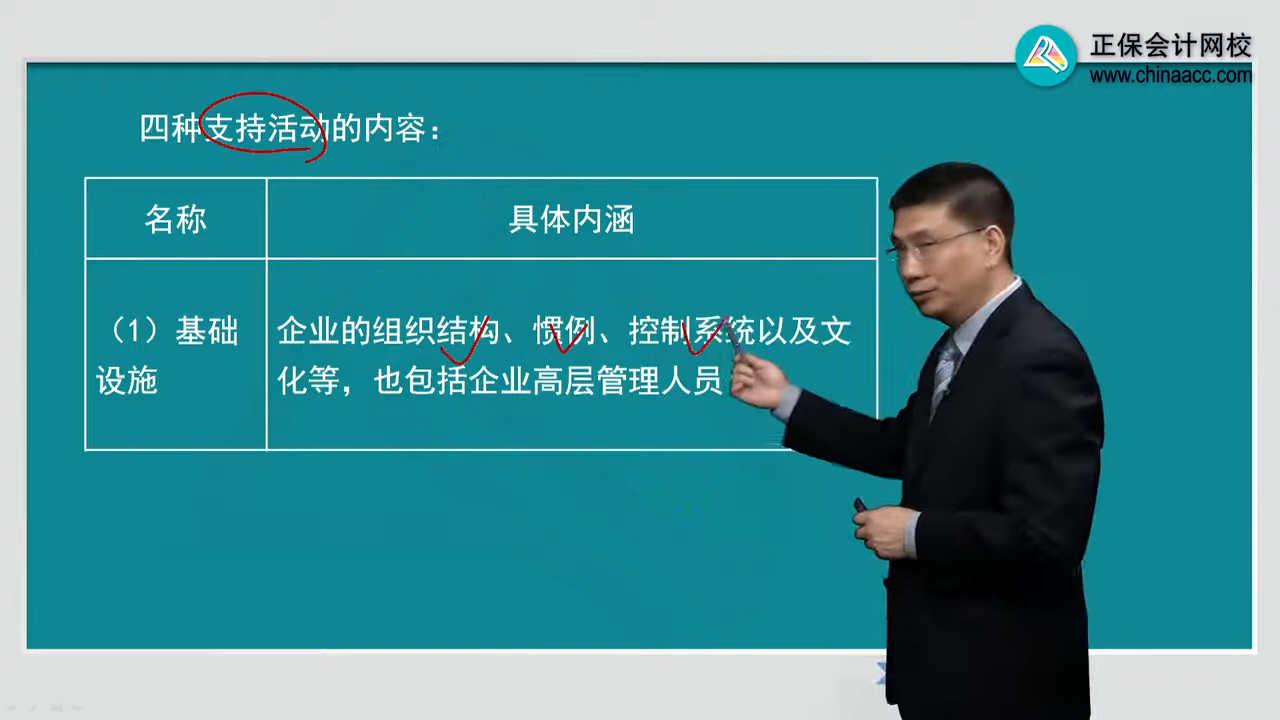 正保会计网校
www.chinaacc.com
四种支持活动的内容：
名称
具体内涵
（1）基础
设施
企业的组织结构、惯例、控制系统以及文
化等，也包括企业高层管理人员